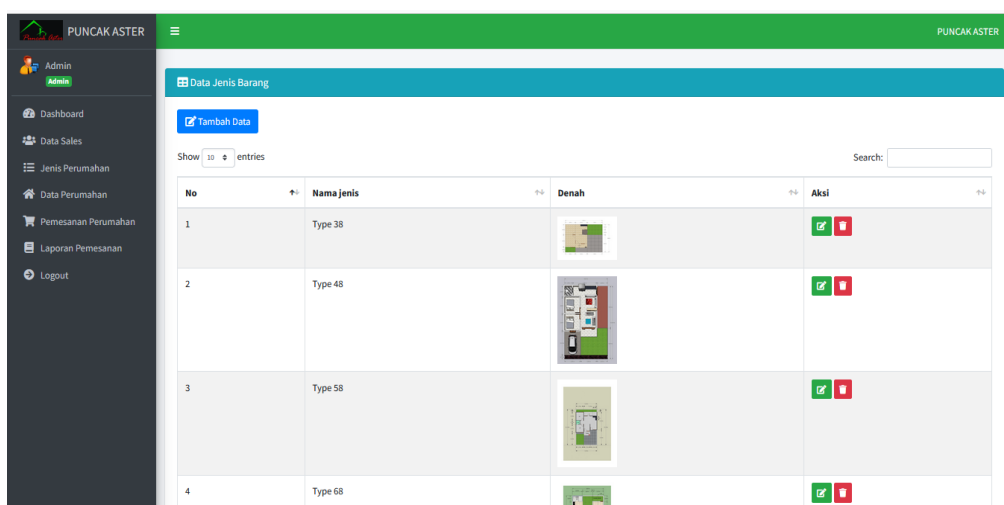 PUNCAK ASTER
PUNCAK ASTER
Admin
Admin
Dashboard
Data Sales
Jenis Perumahan
Data Perumahan
Pemesanan Perumahan
Laporan Pemesanan
Logout
Data Jenis Barang
Tambah Data
Show 10 entries
Search:
No Nama jenis Denah Aksi
1 Type 38
2 Type 48
3 Type 58
4 Type 68